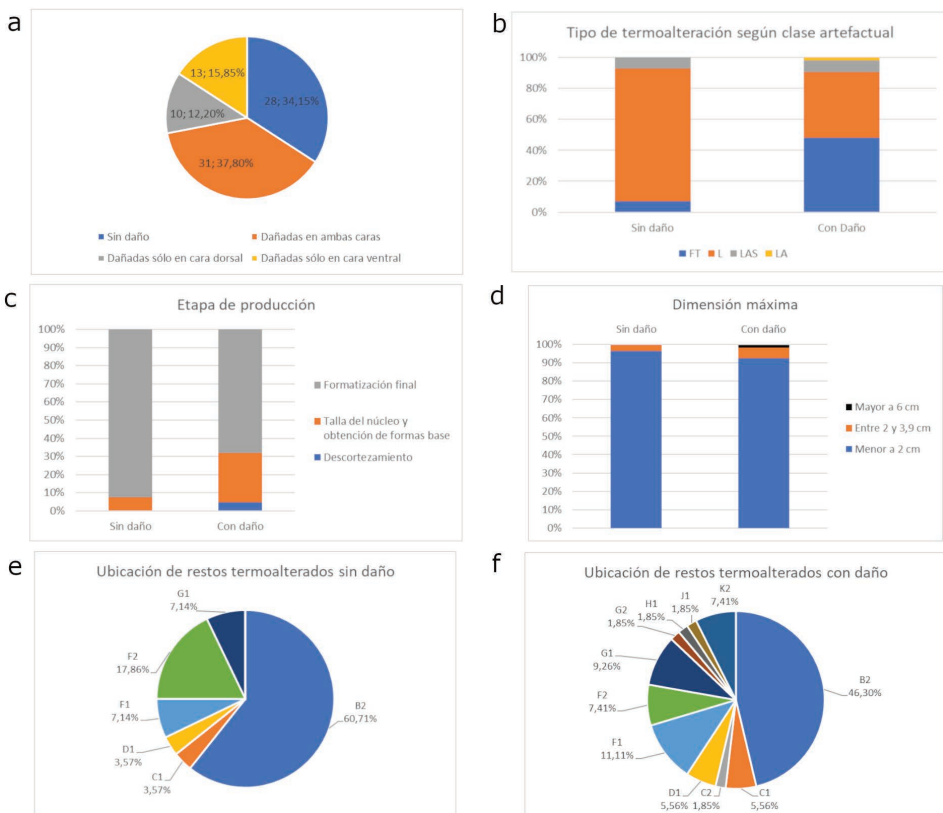 a
13; 15,85%
28; 34,15%
10; 12,20%
31; 37,80%
Sin daño
Dañadas en ambas caras
Dañadas sólo en cara dorsal
Dañadas sólo en cara ventral
b
Tipo de termoalteración según clase artefactual
100%
80%
60%
40%
20%
0%
Sin daño
Con Daño
FT L LAS LA
c
Etapa de producción
100%
90%
80%
70%
60%
50%
40%
30%
20%
10%
0%
Sin daño
Con daño
Formatización final
Talla del núcleo y
obtención de formas base
Descortezamiento
d
Dimensión máxima
Sin daño
Con daño
100%
90%
80%
70%
60%
50%
40%
30%
20%
10%
0%
Mayor a 6 cm
Entre 2 y 3,9 cm
Menor a 2 cm
e
Ubicación de restos termoalterados sin daño
G1
7,14%
F2
17,86%
F1
7,14%
D1
3,57%
C1
3,57%
B2
60,71%
f
Ubicación de restos termoalterados con daño
K2
7,41%
J1
1,85%
H1
1,85%
G2
1,85%
G1
9,26%
F2
7,41%
F1
11,11%
D1
5,56%
C2
1,85%
C1
5,56%
B2
46,30%